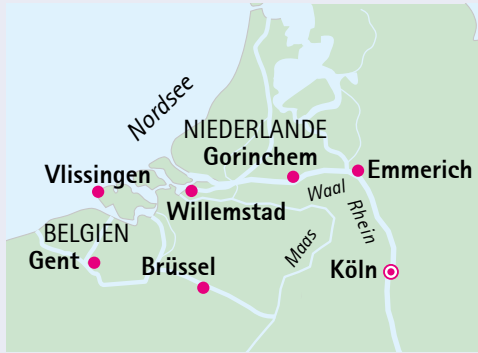 Nordsee
NIEDERLANDE
Gorinchem
Emmerich
Vlissingen
Waal
Willemstad
Rhein
BELGIEN
Gent
Brüssel
Maas
Köln